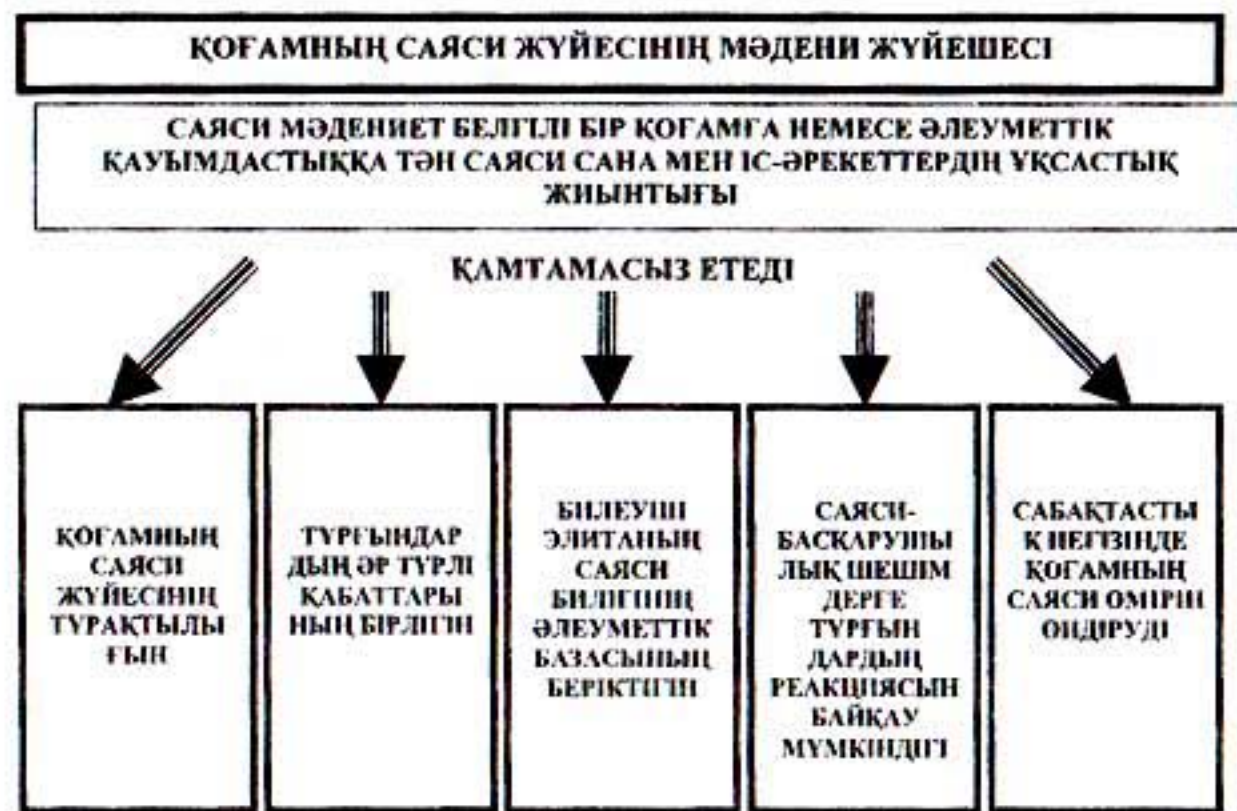 ҚОҒАМНЫҢ САЯСИ ЖҮЙЕСІНІҢ МӘДЕНИ ЖҮЙЕШЕСІ
САЯСИ МӘДЕНИЕТ БЕЛГІЛІ БІР ҚОҒАМҒА НЕМЕСЕ ӘЛЕУМЕТТІК
ҚАУЫМДАСТЫҚҚА ТӘН САЯСИ САНА МЕН ІС-ӘРЕКЕТТЕРДІҢ ҰҚСАСТЫҚ
ЖИЫНТЫҒЫ
ҚАМТАМАСЫЗ ЕТЕДІ
ҚОҒАМНЫҢ
САЯСИ
ЖҮЙЕСІНІҢ
ТҰРАҚТЫЛЫ
ҒЫН
ТҰРҒЫНДАР
ДЫҢ ӘР ТҮРЛІ
ҚАБАТТАРЫ
НЫҢ БІРЛІГІН
БИЛЕУШІ
ЭЛИТАНЫҢ
САЯСИ
БИЛІГІНІҢ
ӘЛЕУМЕТТІК
БАЗАСЫНЫҢ
БЕРІКТІГІН
САЯСИ-
БАСҚАРУШЫ
ЛЫҚ ШЕШІМ
ДЕРГЕ
ТҰРҒЫН
ДАРДЫҢ
РЕАКЦИЯСЫН
БАЙҚАУ
МҮМКІНДІГІ
САБАҚТАСТЫ
Қ НЕГІЗІНДЕ
ҚОҒАМНЫҢ
САЯСИ ӨМІРІН
ӨНДІРУДІ